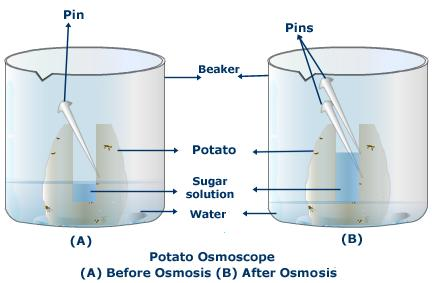 Pin
Pins
Beaker
Potato
Sugar
solution
Water
(A)
(B)
Potato Osmoscope
(A) Before Osmosis (B) After Osmosis